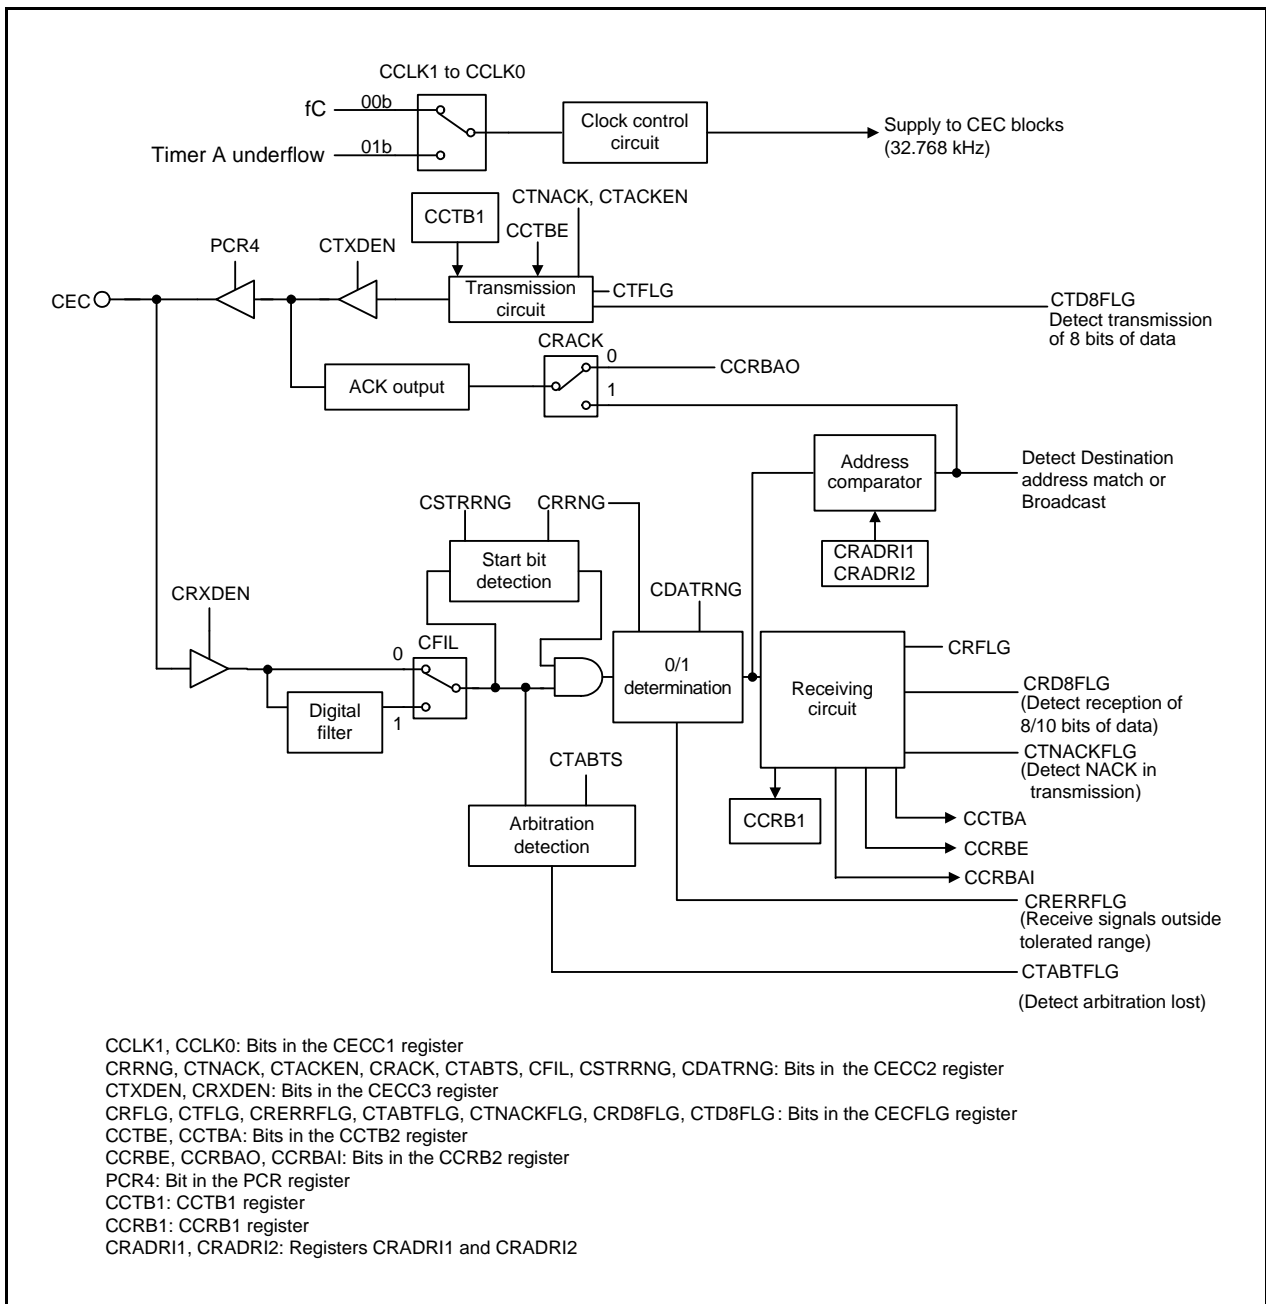 CCLK1 to CCLK0
fC
00b
Timer A underflow
01b
Clock control
circuit
Supply to CEC blocks
(32.768 kHz)
CTNACK, CTACKEN
CCTB1
CCTBE
PCR4
CTXDEN
CEC
Transmission
circuit
CTFLG
CTD8FLG
Detect transmission
of 8 bits of data
CRACK
0
CCRBAO
1
ACK output
Address
comparator
Detect Destination
address match or
Broadcast
CRADRI1
CRADRI2
CSTRRNG
CRRNG
Start bit
detection
CDATRNG
CRXDEN
CFIL
0
1
Digital
filter
0/1
determination
Receiving
circuit
CRFLG
CRD8FLG
(Detect reception of
8/10 bits of data)
CTNACKFLG
(Detect NACK in
transmission)
CTABTS
CCRB1
CCTBA
Arbitration
detection
CCRBE
CCRBAI
CRERRFLG
(Receive signals outside
tolerated range)
CTABTFLG
(Detect arbitration lost)
CCLK1, CCLK0: Bits in the CECC1 register
CRRNG, CTNACK, CTACKEN, CRACK, CTABTS, CFIL, CSTRRNG, CDATRNG: Bits in the CECC2 register
CTXDEN, CRXDEN: Bits in the CECC3 register
CRFLG, CTFLG, CRERRFLG, CTABTFLG, CTNACKFLG, CRD8FLG, CTD8FLG: Bits in the CECFLG register
CCTBE, CCTBA: Bits in the CCTB2 register
CCRBE, CCRBAO, CCRBAI: Bits in the CCRB2 register
PCR4: Bit in the PCR register
CCTB1: CCTB1 register
CCRB1: CCRB1 register
CRADRI1, CRADRI2: Registers CRADRI1 and CRADRI2